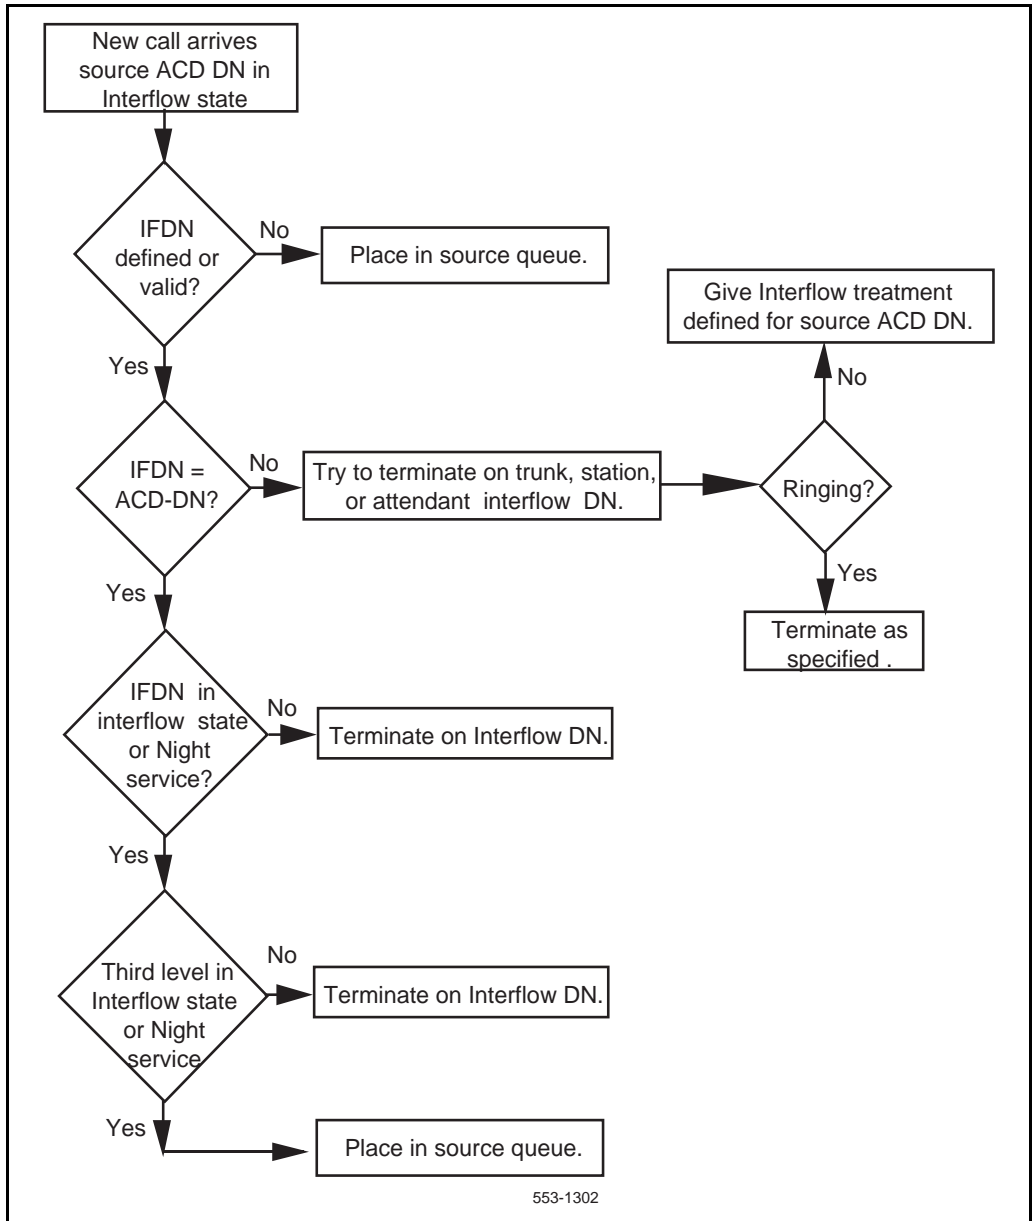 New call arrives
source ACD DN in
Interflow state
IFDN
defined or
valid?
No
Place in source queue.
Give Interflow treatment
defined for source ACD DN.
Yes
No
IFDN =
ACD-DN?
No
Try to terminate on trunk, station,
or attendant interflow DN.
Ringing?
Yes
Yes
Terminate as
specified .
IFDN in
interflow state
or Night
service?
No
Terminate on Interflow DN.
Yes
Third level in
Interflow state
or Night
service
No
Terminate on Interflow DN.
Yes
Place in source queue.
553-1302